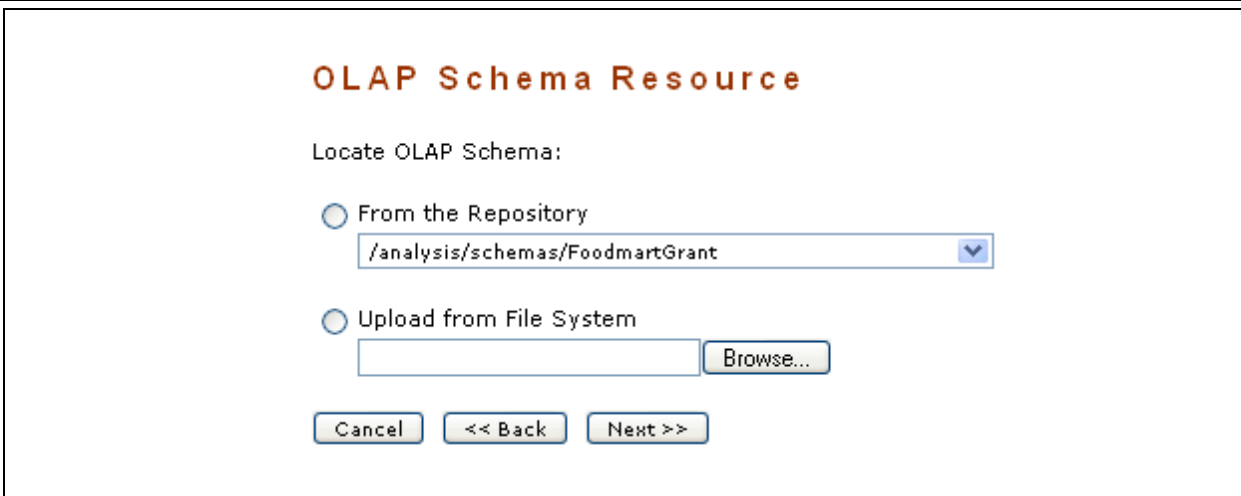 OLAP Schema Resource
Locate OLAP Schema:
From the Repository
/analysis/schemas/FoodmartGrant
Upload from File System
Browse...
Cancel << Back Next >>